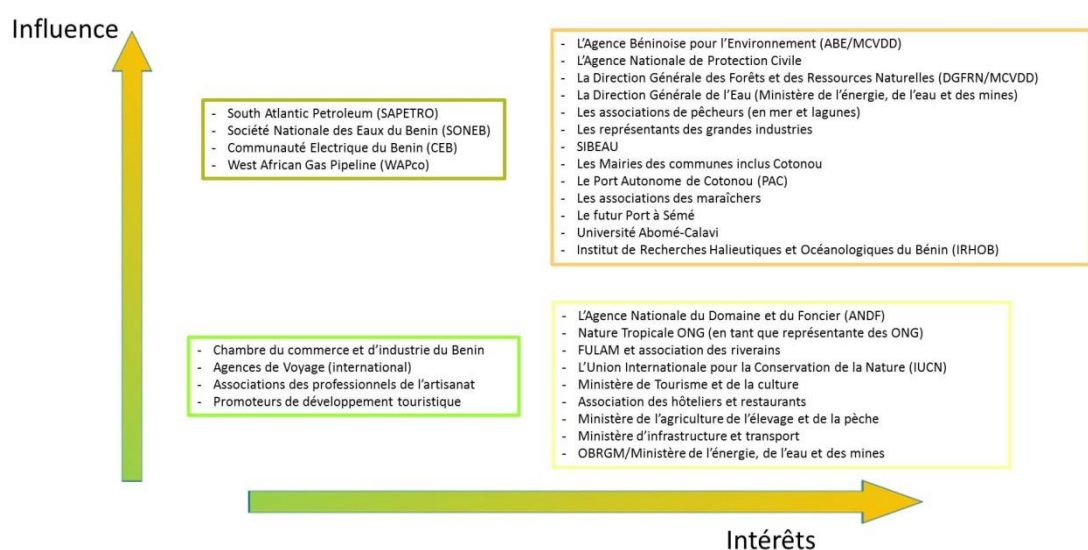 Influence
- South Atlantic Petroleum (SAPETRO)
- Société Nationale des Eaux du Benin (SONEB)
- Communauté Electrique du Benin (CEB)
- West African Gas Pipeline (WAPco)
- L'Agence Béninoise pour l'Environnement (ABE/MCVDD)
- L'Agence Nationale de Protection Civile
- La Direction Générale des Forêts et des Ressources Naturelles (DGFRN/MCVDD)
- La Direction Générale de l'Eau (Ministère de l'énergie, de l'eau et des mines)
- Les associations de pêcheurs (en mer et lagunes)
- Les représentants des grandes industries
- SIBEAU
- Les Mairies des communes inclus Cotonou
- Le Port Autonome de Cotonou (PAC)
- Les associations des maraîchers
- Le futur Port à Sémé
- Université Abomé-Calavi
- Institut de Recherches Halieutiques et Océanologiques du Bénin (IRHOB)
- Chambre du commerce et d'industrie du Benin
- Agences de Voyage (international)
- Associations des professionnels de l'artisanat
- Promoteurs de développement touristique
- L'Agence Nationale du Domaine et du Foncier (ANDF)
- Nature Tropicale ONG (en tant que représentante des ONG)
- FULAM et association des riverains
- L'Union Internationale pour la Conservation de la Nature (IUCN)
- Ministère de Tourisme et de la culture
- Association des hôteliers et restaurants
- Ministère de l'agriculture de l'élevage et de la pèche
- Ministère d'infrastructure et transport
- OBRGM/Ministère de l'énergie, de l'eau et des mines
Intérêts